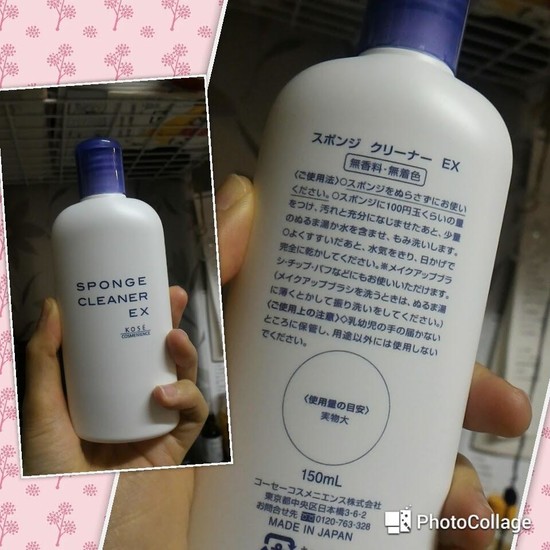 SPONGE
CLEANER
EX
KOSÉ
COSMENIENCE
スポンジ クリーナー EX
無香料・無着色
〈ご使用法〉○スポンジをぬらさずにお使い
ください。○スポンジに100円玉くらいの量
をつけ、汚れと充分になじませたあと、少量
のぬるま湯か水を含ませ、もみ洗いします。
○よくすすいだあと、水気をきり、日かげで
完全に乾かしてください。※メイクアップブラ
シ・チップ・パフなどにもお使いいただけます。
(メイクアップブラシを洗うときは、ぬるま湯
に薄くとかして振り洗いをしてください。)
〈ご使用上の注意〉○乳幼児の手の届かない
ところに保管し、用途以外には使用しない
でください。
〈使用量の目安〉
実物大
150mL
コーセーコスメニエンス株式会社
東京都中央区日本橋3-6-2
お問合せ先 0120-763-328
MADE IN JAPAN
PhotoCollage